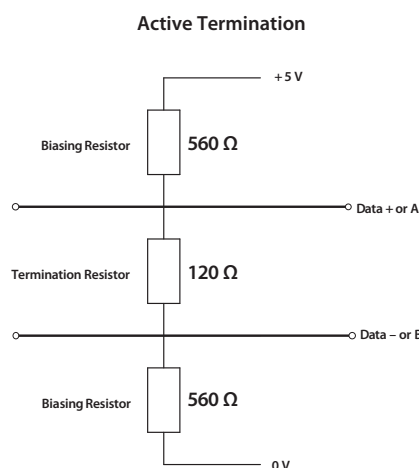 Active Termination
+ 5 V
Biasing Resistor 560 Ω
Data + or A
Termination Resistor 120 Ω
Data – or B
Biasing Resistor 560 Ω
0 V